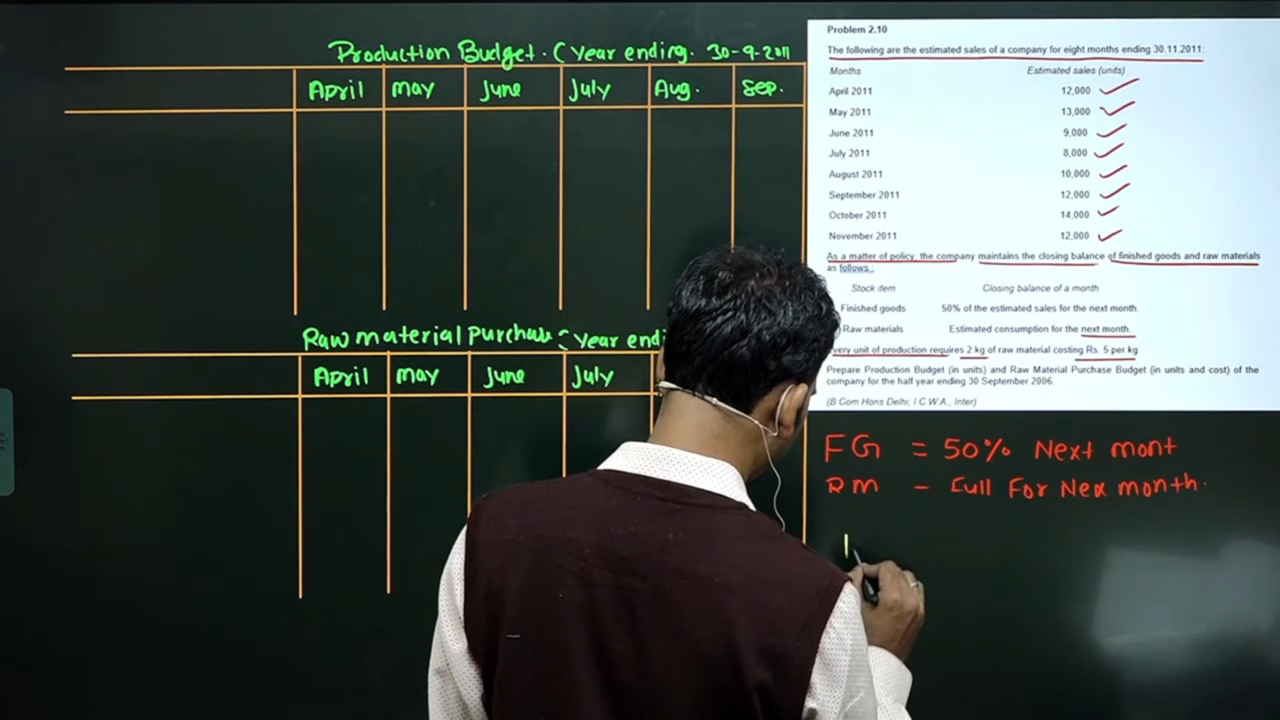 Production Budget. (Year ending. 30-9-2011
April May June July Aug. Sep.
Raw material Purchase (Year endi
April May June July
Problem 2.10
The following are the estimated sales of a company for eight months ending 30.11.2011:
Months Estimated sales (units)
April 2011 12,000
May 2011 13,000
June 2011 9,000
July 2011 8,000
August 2011 10,000
September 2011 12,000
October 2011 14,000
November 2011 12,000
As a matter of policy, the company maintains the closing balance of finished goods and raw materials
as follows :
Stock item Closing balance of a month
Finished goods 50% of the estimated sales for the next month.
Raw materials Estimated consumption for the next month.
very unit of production requires 2 kg of raw material costing Rs. 5 per kg
Prepare Production Budget (in units) and Raw Material Purchase Budget (in units and cost) of the
company for the half year ending 30 September 2006.
(B Com Hons Delhi; I.C.W.A., Inter)
FG = 50% Next mont
RM - Full For Nex month.